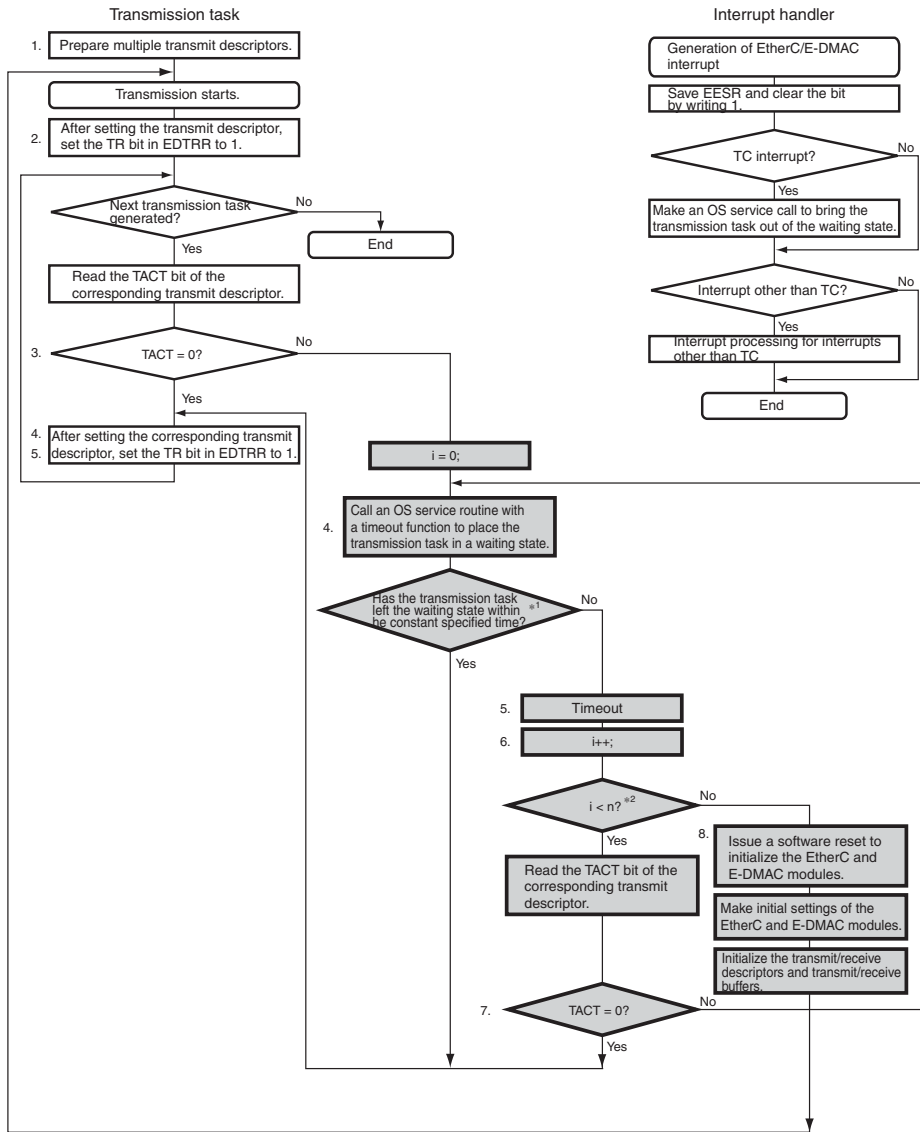 Transmission task
1. Prepare multiple transmit descriptors.
Transmission starts.
2. After setting the transmit descriptor,
set the TR bit in EDTRR to 1.
Next transmission task
generated?
No
End
Yes
Read the TACT bit of the
corresponding transmit descriptor.
3. TACT = 0?
No
Yes
4. After setting the corresponding transmit
5. descriptor, set the TR bit in EDTRR to 1.
i = 0;
4. Call an OS service routine with
a timeout function to place the
transmission task in a waiting state.
Has the transmission task
left the waiting state within *1
he constant specified time?
No
Yes
5. Timeout
6. i++;
i < n? *2
No
Yes
Read the TACT bit of the
corresponding transmit
descriptor.
7. TACT = 0?
No
Yes
8. Issue a software reset to
initialize the EtherC and
E-DMAC modules.
Make initial settings of the
EtherC and E-DMAC modules.
Initialize the transmit/receive
descriptors and transmit/receive
buffers.
Interrupt handler
Generation of EtherC/E-DMAC
interrupt
Save EESR and clear the bit
by writing 1.
TC interrupt?
No
Yes
Make an OS service call to bring the
transmission task out of the waiting state.
Interrupt other than TC?
No
Yes
Interrupt processing for interrupts
other than TC
End